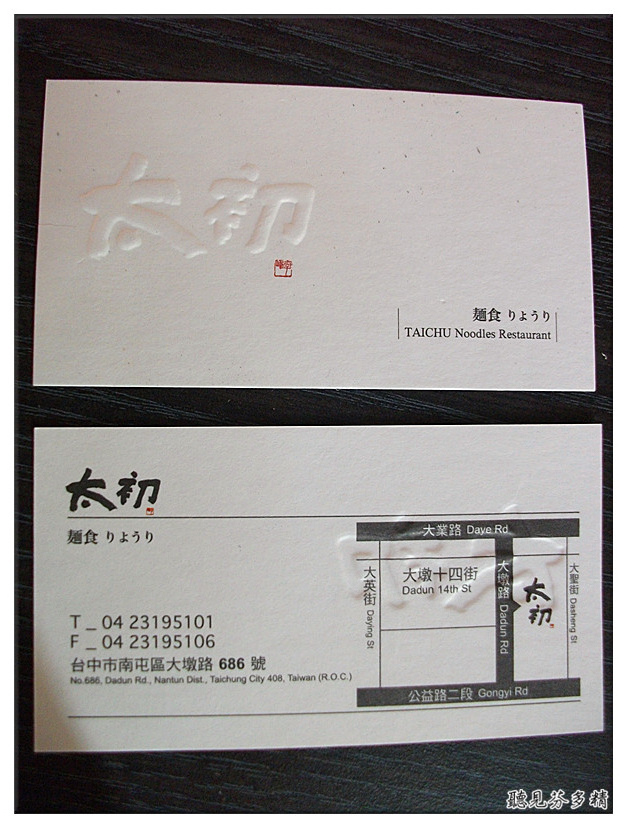 太初
麵食 りょうり
TAICHU Noodles Restaurant
太初
麵食 りょうり
T _ 04 23195101
F _ 04 23195106
台中市南屯區大墩路 686 號
No.686, Dadun Rd., Nantun Dist., Taichung City 408, Taiwan (R.O.C.)
大業路 Daye Rd
大英街 Daying St
大墩十四街
Dadun 14th St
大墩路 Dadun Rd
太初
大聖街 Dasheng St
公益路二段 Gongyi Rd
聽見芬多精